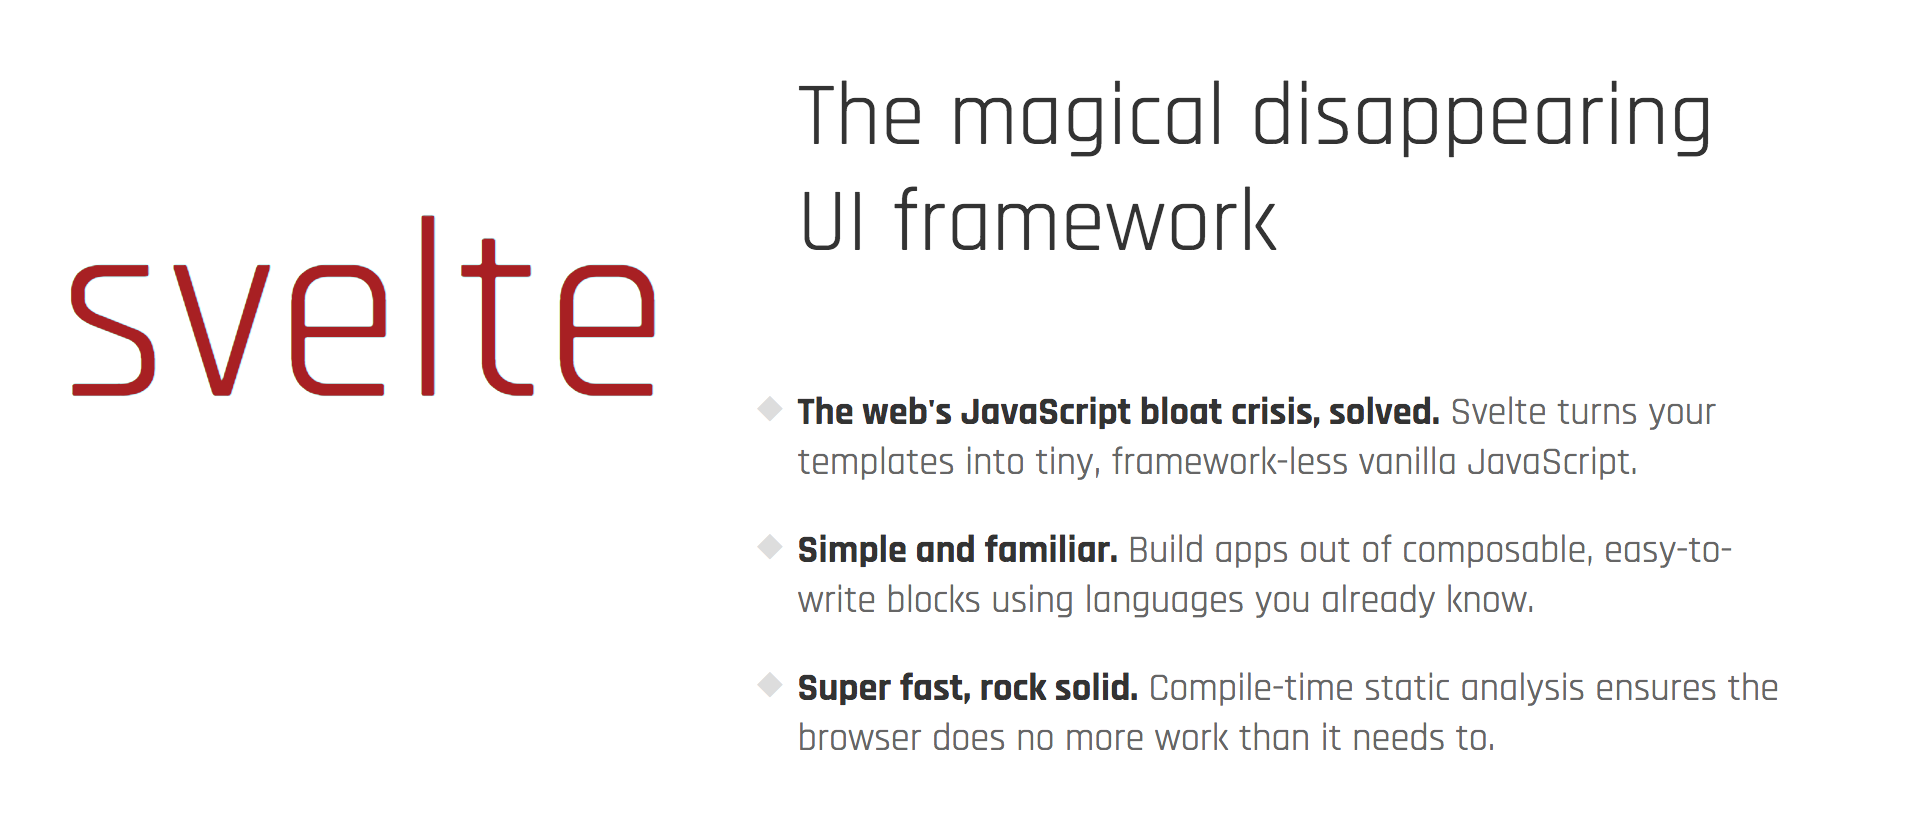 svelte
The magical disappearing
UI framework
The web's JavaScript bloat crisis, solved. Svelte turns your
templates into tiny, framework-less vanilla JavaScript.
Simple and familiar. Build apps out of composable, easy-to-
write blocks using languages you already know.
Super fast, rock solid. Compile-time static analysis ensures the
browser does no more work than it needs to.